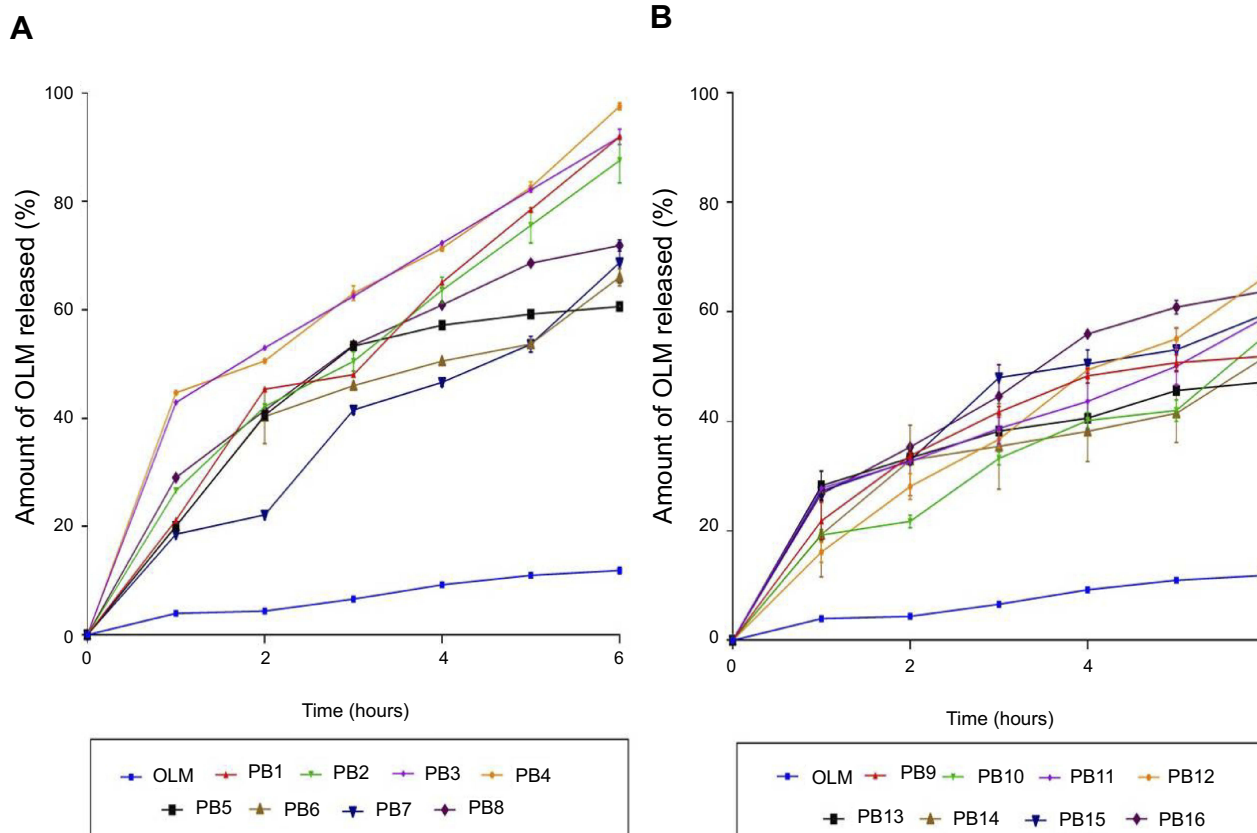 A
Amount of OLM released (%)
100
80
60
40
20
0
0 2 4 6
Time (hours)
OLM PB1 PB2 PB3 PB4
PB5 PB6 PB7 PB8
B
Amount of OLM released (%)
100
80
60
40
20
0
0 2 4
Time (hours)
OLM PB9 PB10 PB11 PB12
PB13 PB14 PB15 PB16